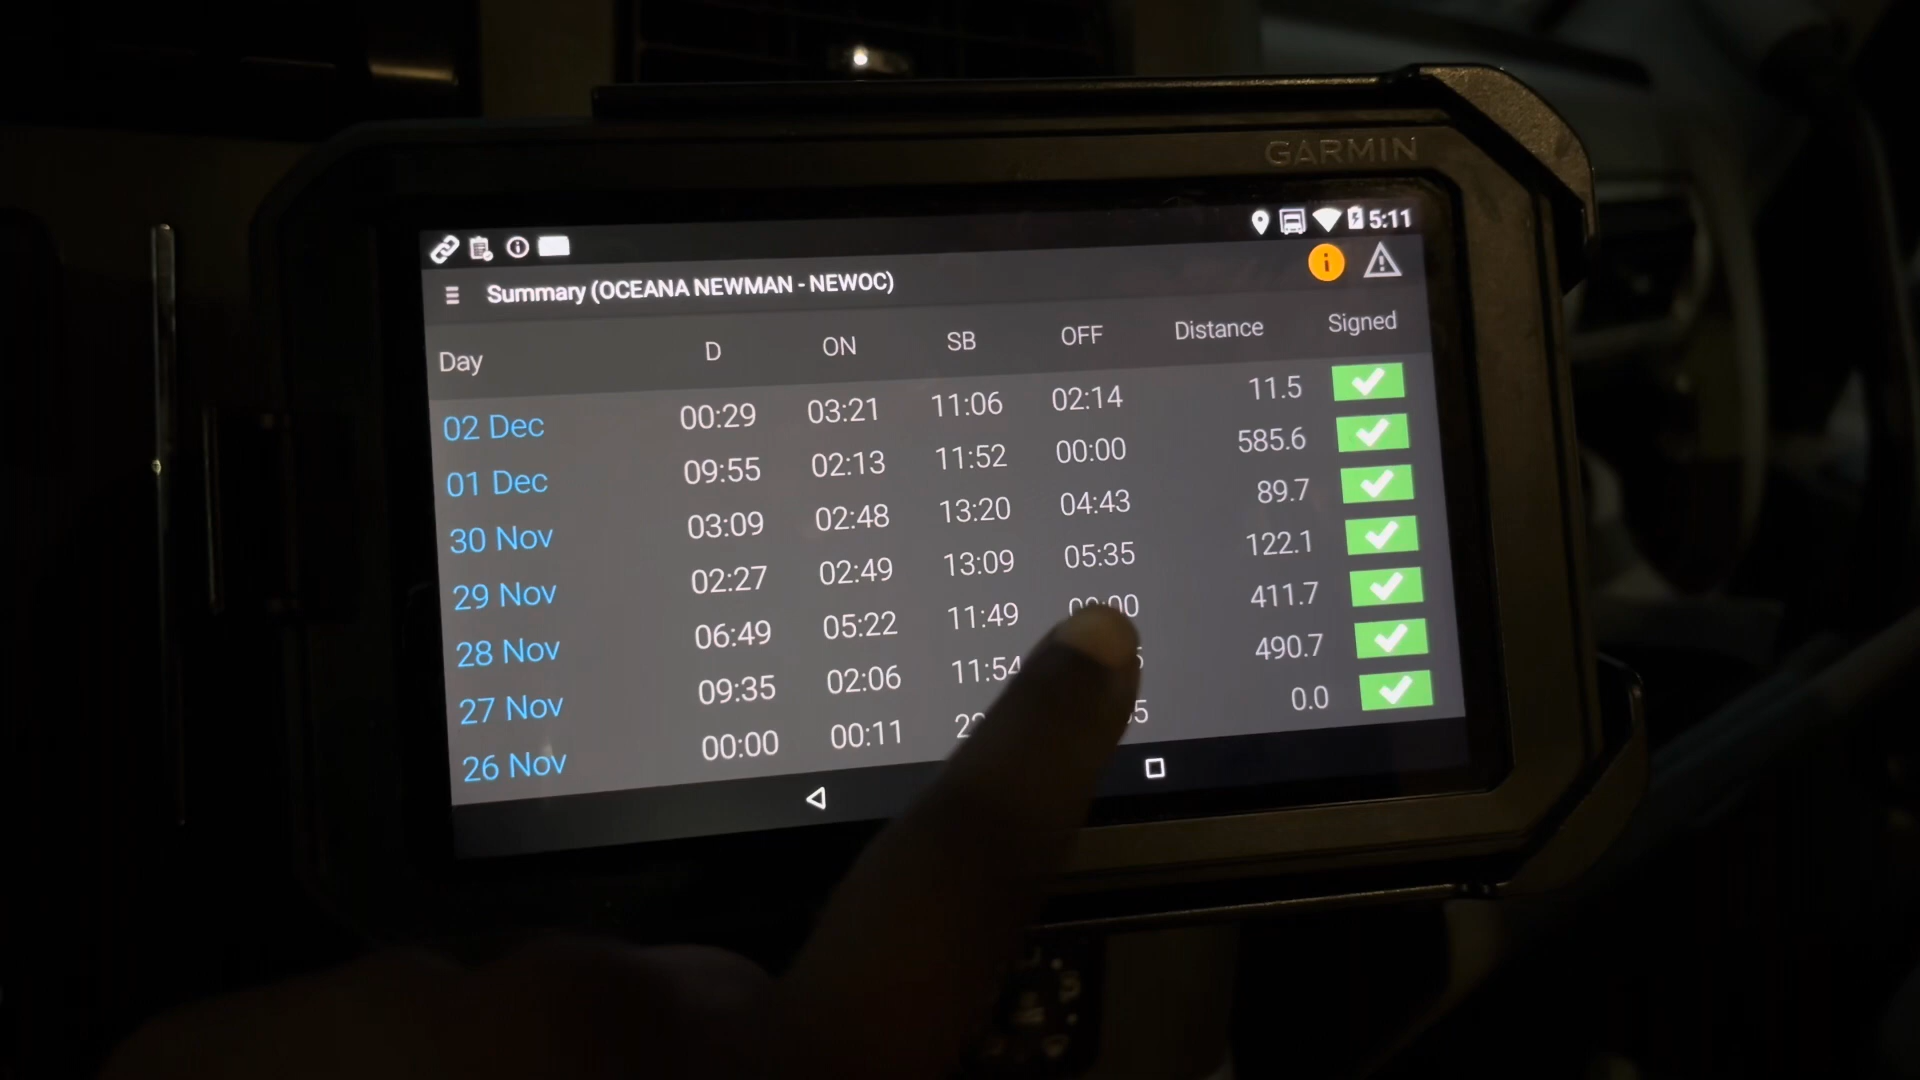 GARMIN
5:11
Summary (OCEANA NEWMAN - NEWOC)
Day D ON SB OFF Distance Signed
02 Dec 00:29 03:21 11:06 02:14 11.5
01 Dec 09:55 02:13 11:52 00:00 585.6
30 Nov 03:09 02:48 13:20 04:43 89.7
29 Nov 02:27 02:49 13:09 05:35 122.1
28 Nov 06:49 05:22 11:49 411.7
27 Nov 09:35 02:06 11:54 490.7
26 Nov 00:00 00:11 0.0